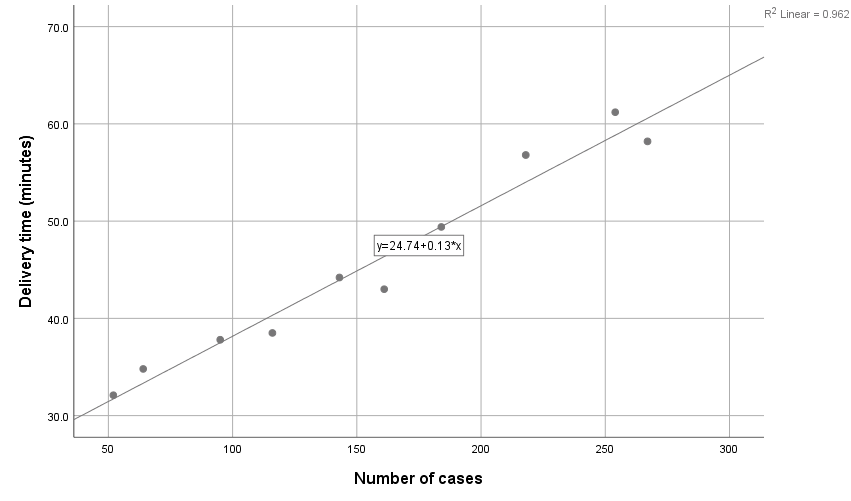 R2 Linear = 0.962
70.0
60.0
50.0
40.0
30.0
Delivery time (minutes)
y=24.74+0.13*x
50 100 150 200 250 300
Number of cases